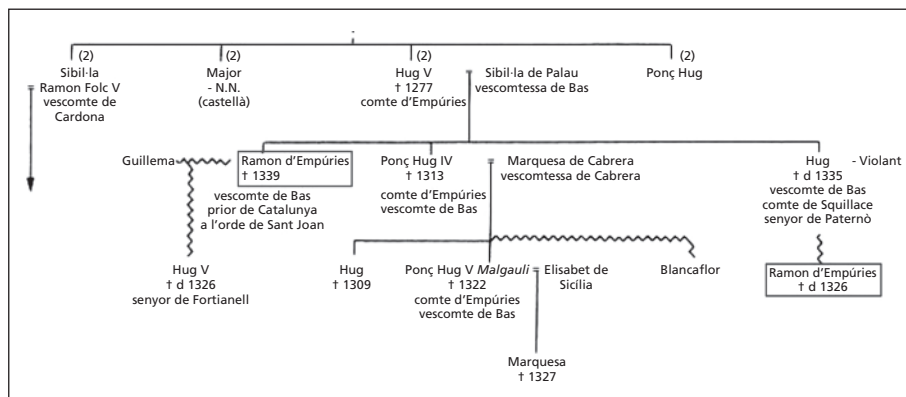 (2)
Sibil·la
Ramon Folc V
vescomte de
Cardona
(2)
Major
- N.N.
(castellà)
(2)
Hug V
† 1277
comte d'Empúries
= Sibil·la de Palau
vescomtessa de Bas
(2)
Ponç Hug
Guillema
Ramon d'Empúries
† 1339
vescomte de Bas
prior de Catalunya
a l'orde de Sant Joan
Ponç Hug IV
† 1313
comte d'Empúries
vescomte de Bas
= Marquesa de Cabrera
vescomtessa de Cabrera
Hug - Violant
† d 1335
vescomte de Bas
comte de Squillace
senyor de Paternò
Hug V
† d 1326
senyor de Fortianell
Hug
† 1309
Ponç Hug V Malgauli = Elisabet de
† 1322 Sicília
comte d'Empúries
vescomte de Bas
Blancaflor
Ramon d'Empúries
† d 1326
Marquesa
† 1327